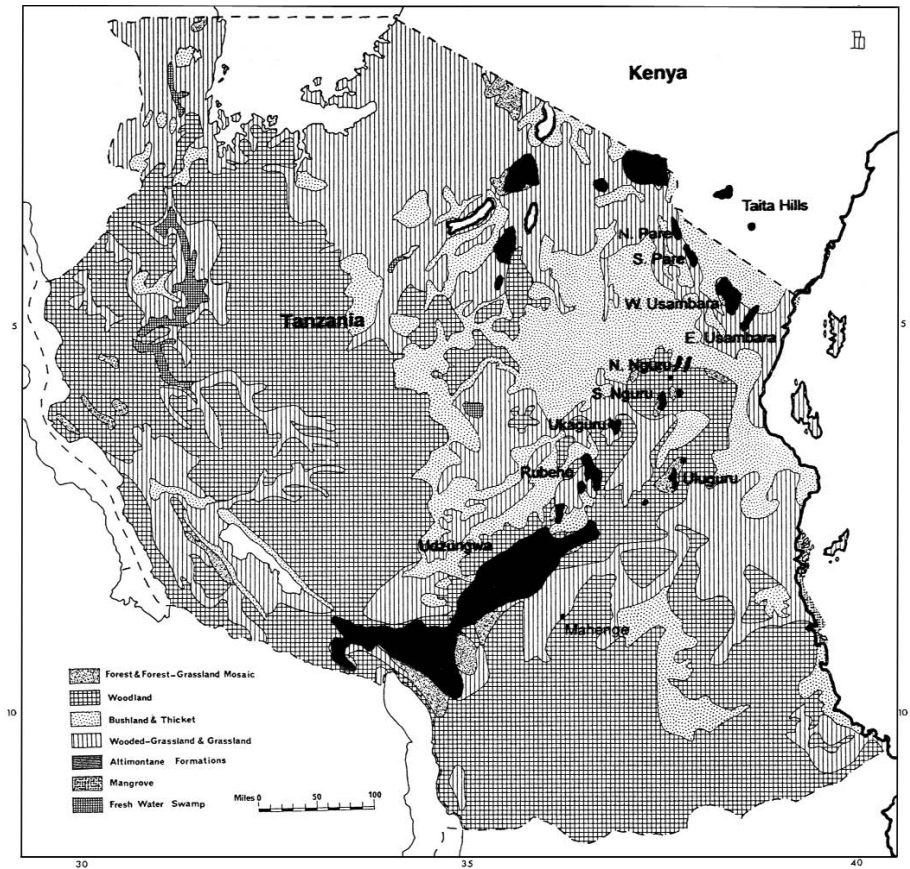 Kenya
Taita Hills
N. Pare
S. Pare
W. Usambara
E. Usambara
Tanzania
5
5
N. Nguru
S. Nguru
Ukaguru
Rubeho
Uluguru
Udzungwa
Mahenge
Forest & Forest-Grassland Mosaic
Woodland
Bushland & Thicket
Wooded-Grassland & Grassland
Altimontane Formations
Mangrove
Fresh Water Swamp
Miles 0 50 100
10
10
30
35
40